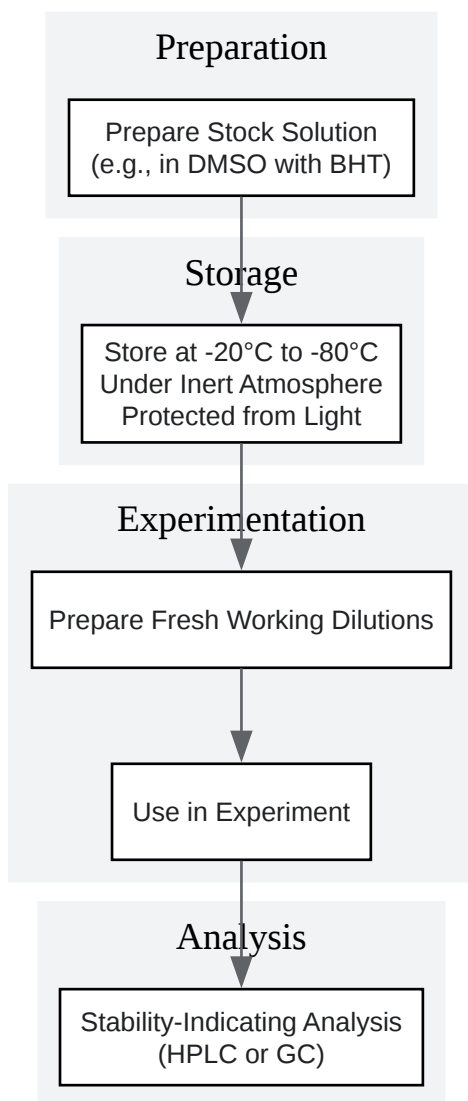 Preparation
Prepare Stock Solution
(e.g., in DMSO with BHT)
Storage
Store at -20°C to -80°C
Under Inert Atmosphere
Protected from Light
Experimentation
Prepare Fresh Working Dilutions
Use in Experiment
Analysis
Stability-Indicating Analysis
(HPLC or GC)